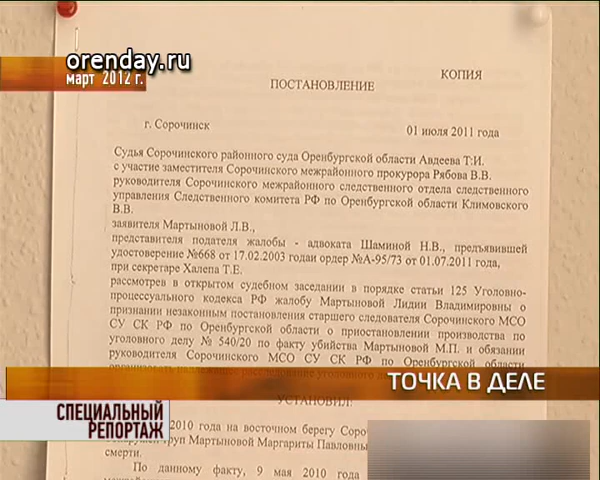 orenday.ru
март 2012 г.
КОПИЯ
ПОСТАНОВЛЕНИЕ
г. Сорочинск 01 июля 2011 года
Судья Сорочинского районного суда Оренбургской области Авдеева Т.И.
с участие заместителя Сорочинского межрайонного прокурора Рябова В.В.
руководителя Сорочинского межрайонного следственного отдела следственного
управления Следственного комитета РФ по Оренбургской области Климовского
В.В.
заявителя Мартыновой Л.В.,
представителя подателя жалобы - адвоката Шаминой Н.В., предъявившей
удостоверение №668 от 17.02.2003 годаи ордер №А-95/73 от 01.07.2011 года,
при секретаре Халепа Т.Е.
рассмотрев в открытом судебном заседании в порядке статьи 125 Уголовно-
процессуального кодекса РФ жалобу Мартыновой Лидии Владимировны о
признании незаконным постановления старшего следователя Сорочинского МСО
СУ СК РФ по Оренбургской области о приостановлении производства по
уголовному делу № 540/20 по факту убийства Мартыновой М.П. и обязании
руководителя Сорочинского МСО СУ СК РФ по Оренбургской области
ТОЧКА В ДЕЛЕ
УСТАНОВИЛ:
СПЕЦИАЛЬНЫЙ
РЕПОРТАЖ
2010 года на восточном берегу
труп Мартыновой Маргариты Павловны
смерти.
По данному факту, 9 мая 2010 года